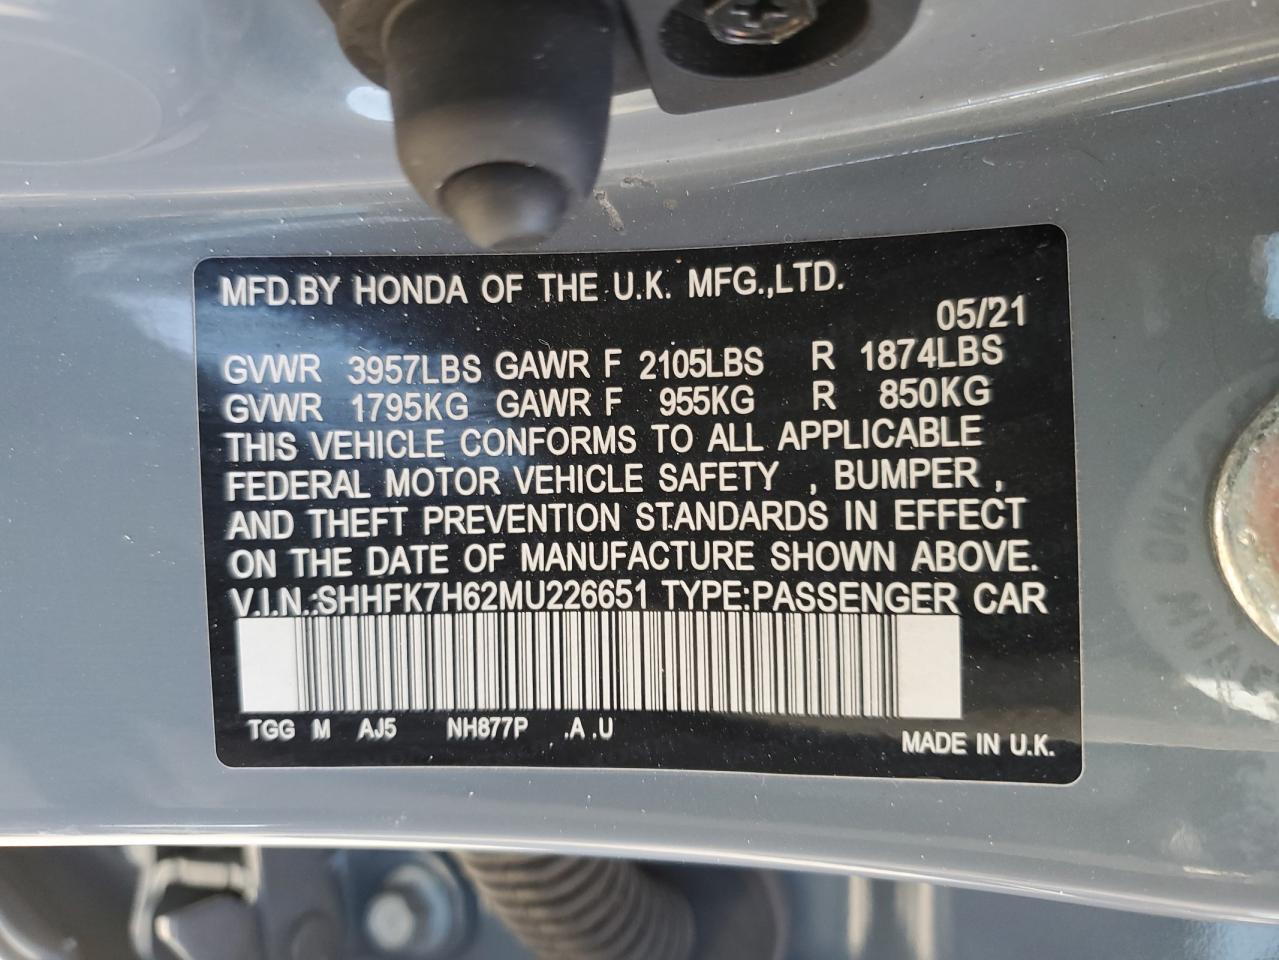 MFD.BY HONDA OF THE U.K. MFG.,LTD.
05/21
GVWR 3957LBS GAWR F 2105LBS R 1874LBS
GVWR 1795KG GAWR F 955KG R 850KG
THIS VEHICLE CONFORMS TO ALL APPLICABLE
FEDERAL MOTOR VEHICLE SAFETY , BUMPER ,
AND THEFT PREVENTION STANDARDS IN EFFECT
ON THE DATE OF MANUFACTURE SHOWN ABOVE.
V.I.N.:SHHFK7H62MU226651 TYPE:PASSENGER CAR
TGG M AJ5 NH877P .A .U
MADE IN U.K.